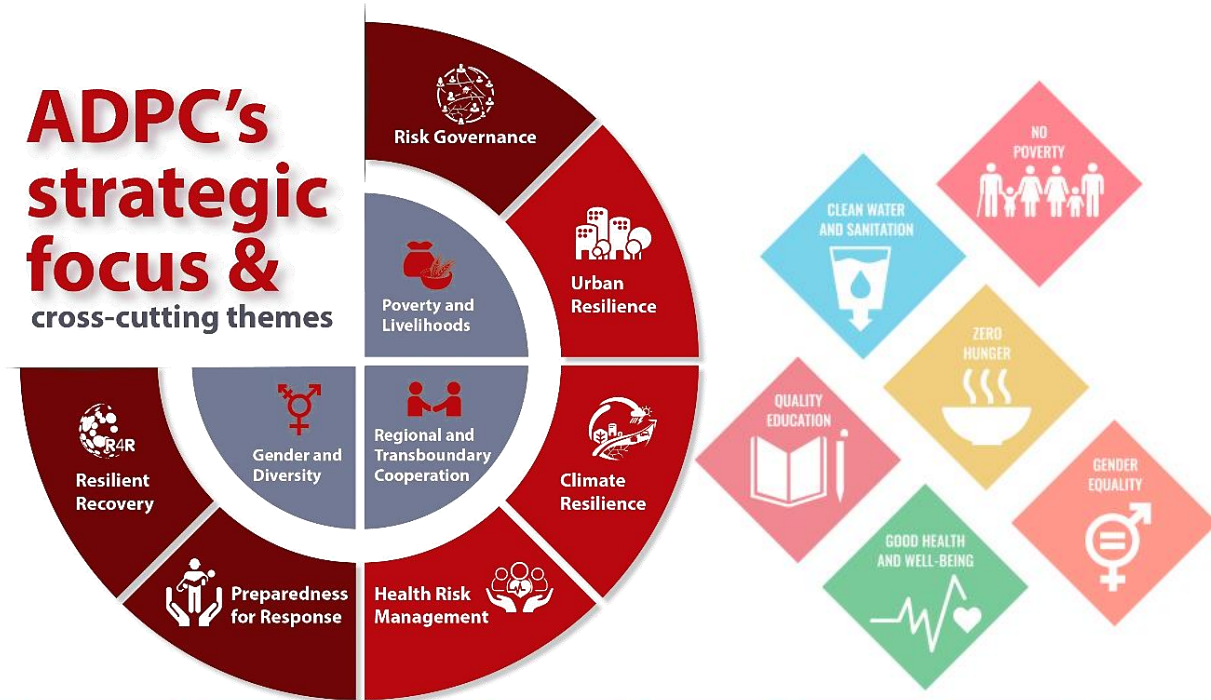 ADPC's
strategic
focus &
cross-cutting themes
Risk Governance
Urban
Resilience
Climate
Resilience
Health Risk
Management
Preparedness
for Response
R4R
Resilient
Recovery
Poverty and
Livelihoods
Regional and
Transboundary
Cooperation
Gender and
Diversity
NO
POVERTY
CLEAN WATER
AND SANITATION
ZERO
HUNGER
QUALITY
EDUCATION
GENDER
EQUALITY
GOOD HEALTH
AND WELL-BEING